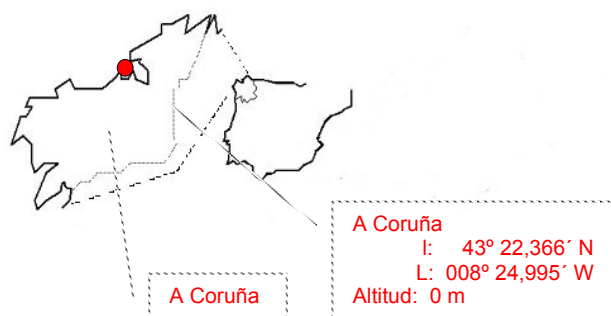 A Coruña
l: 43º 22,366´ N
L: 008º 24,995´ W
Altitud: 0 m
A Coruña